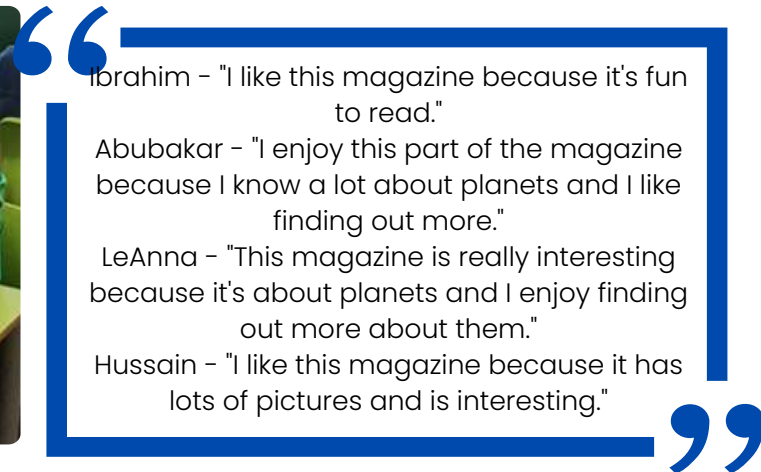 Ibrahim - "I like this magazine because it's fun
to read."
Abubakar - "I enjoy this part of the magazine
because I know a lot about planets and I like
finding out more."
LeAnna - "This magazine is really interesting
because it's about planets and I enjoy finding
out more about them."
Hussain - "I like this magazine because it has
lots of pictures and is interesting."